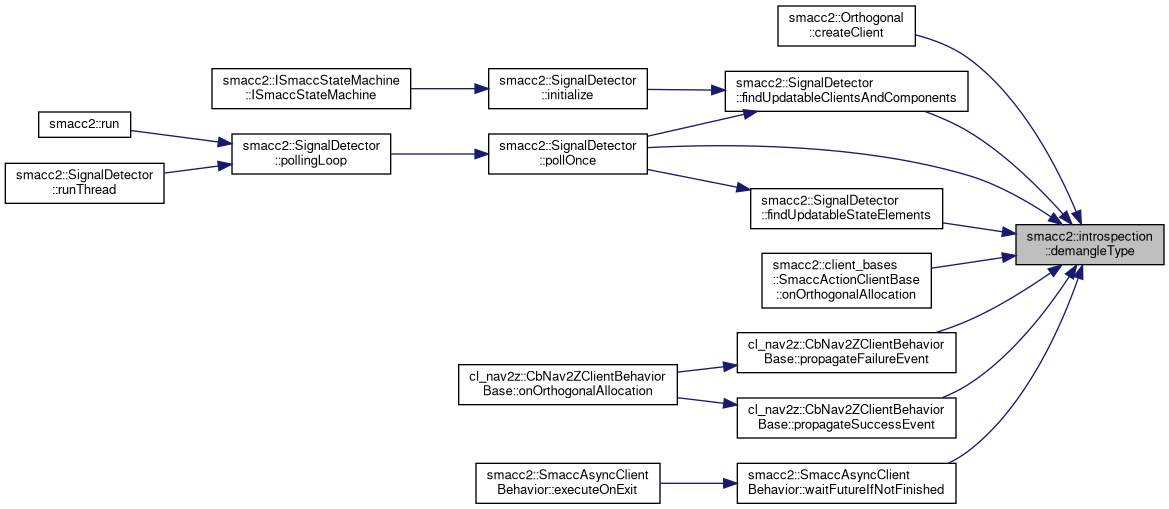 smacc2::Orthogonal
::createClient
smacc2::ISmaccStateMachine
::ISmaccStateMachine
smacc2::SignalDetector
::initialize
smacc2::SignalDetector
::findUpdatableClientsAndComponents
smacc2::run
smacc2::SignalDetector
::pollingLoop
smacc2::SignalDetector
::pollOnce
smacc2::SignalDetector
::runThread
smacc2::SignalDetector
::findUpdatableStateElements
smacc2::introspection
::demangleType
smacc2::client_bases
::SmaccActionClientBase
::onOrthogonalAllocation
cl_nav2z::CbNav2ZClientBehavior
Base::propagateFailureEvent
cl_nav2z::CbNav2ZClientBehavior
Base::onOrthogonalAllocation
cl_nav2z::CbNav2ZClientBehavior
Base::propagateSuccessEvent
smacc2::SmaccAsyncClient
Behavior::executeOnExit
smacc2::SmaccAsyncClient
Behavior::waitFutureIfNotFinished